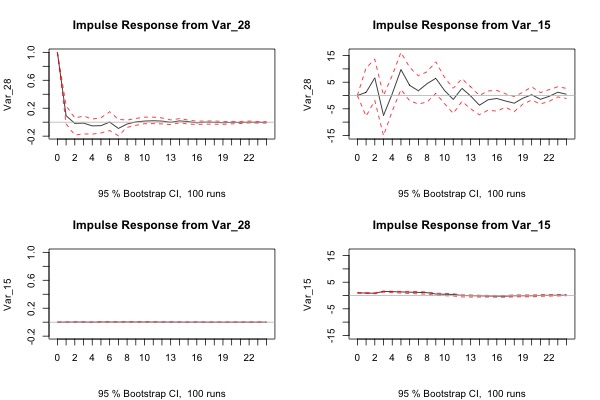 Impulse Response from Var_28
Var_28
-0.2 0.2 0.6 1.0
0 2 4 6 8 10 13 16 19 22
95 % Bootstrap CI,  100 runs
Impulse Response from Var_15
Var_28
-15 -5 5 15
0 2 4 6 8 10 13 16 19 22
95 % Bootstrap CI,  100 runs
Impulse Response from Var_28
Var_15
-0.2 0.2 0.6 1.0
0 2 4 6 8 10 13 16 19 22
95 % Bootstrap CI,  100 runs
Impulse Response from Var_15
Var_15
-15 -5 5 15
0 2 4 6 8 10 13 16 19 22
95 % Bootstrap CI,  100 runs